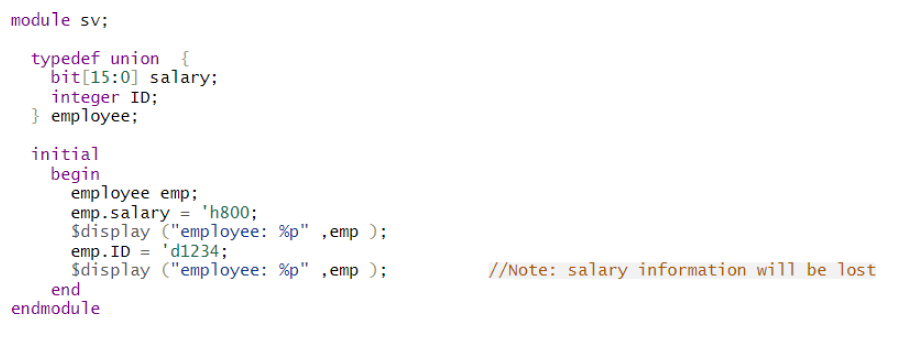 module sv;
typedef union {
bit[15:0] salary;
integer ID;
} employee;
initial
begin
employee emp;
emp.salary = 'h800;
$display ("employee: %p" ,emp );
emp.ID = 'd1234;
$display ("employee: %p" ,emp ); //Note: salary information will be lost
end
endmodule